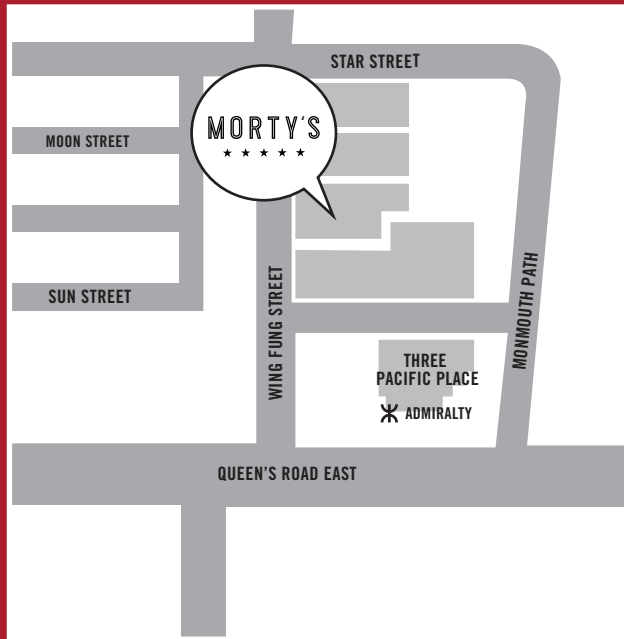 STAR STREET
MORTY'S
MOON STREET
SUN STREET
WING FUNG STREET
MONMOUTH PATH
THREE
PACIFIC PLACE
ADMIRALTY
QUEEN'S ROAD EAST